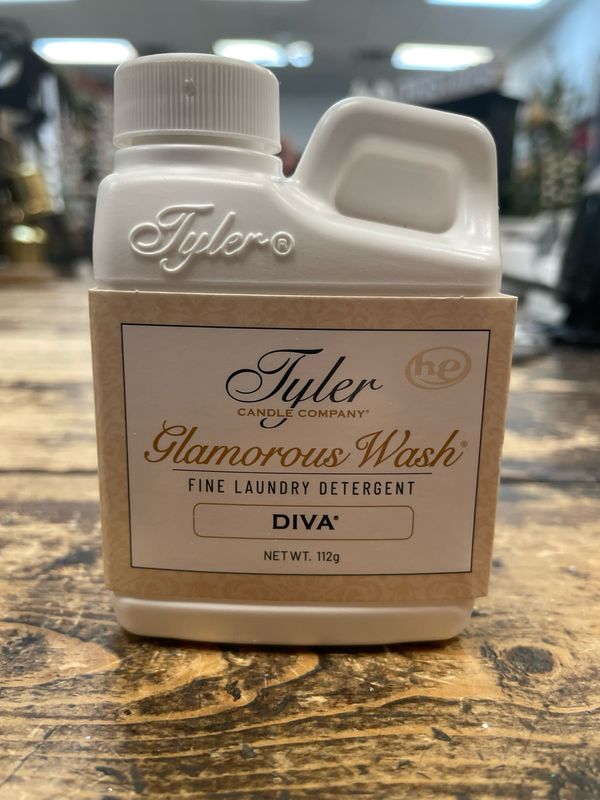 Tyler®
he
Tyler
CANDLE COMPANY®
Glamorous Wash®
FINE LAUNDRY DETERGENT
DIVA®
NET WT. 112g